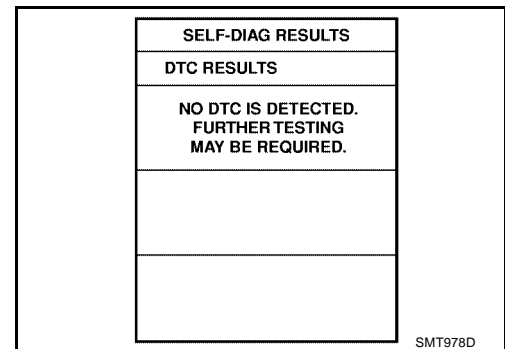 SELF-DIAG RESULTS
DTC RESULTS
NO DTC IS DETECTED.
FURTHER TESTING
MAY BE REQUIRED.
SMT978D